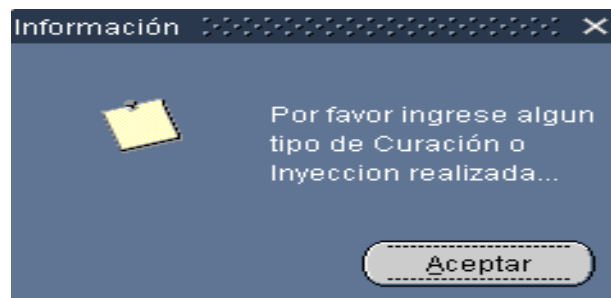 Información
Por favor ingrese algun
tipo de Curación o
Inyeccion realizada...
Aceptar